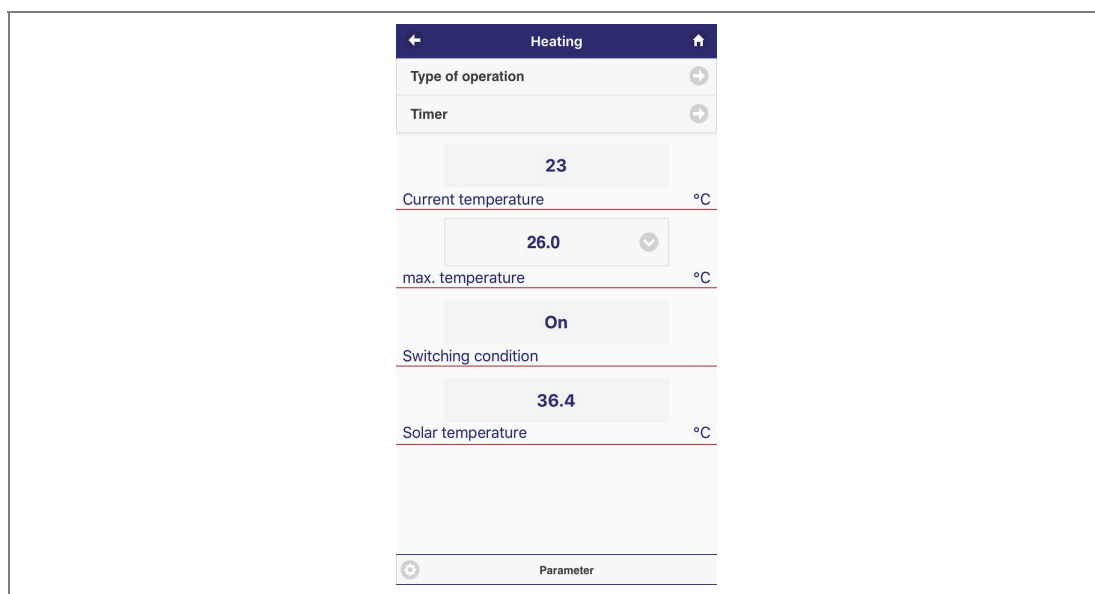 Heating
Type of operation
Timer
23
Current temperature °C
26.0
max. temperature °C
On
Switching condition
36.4
Solar temperature °C
Parameter